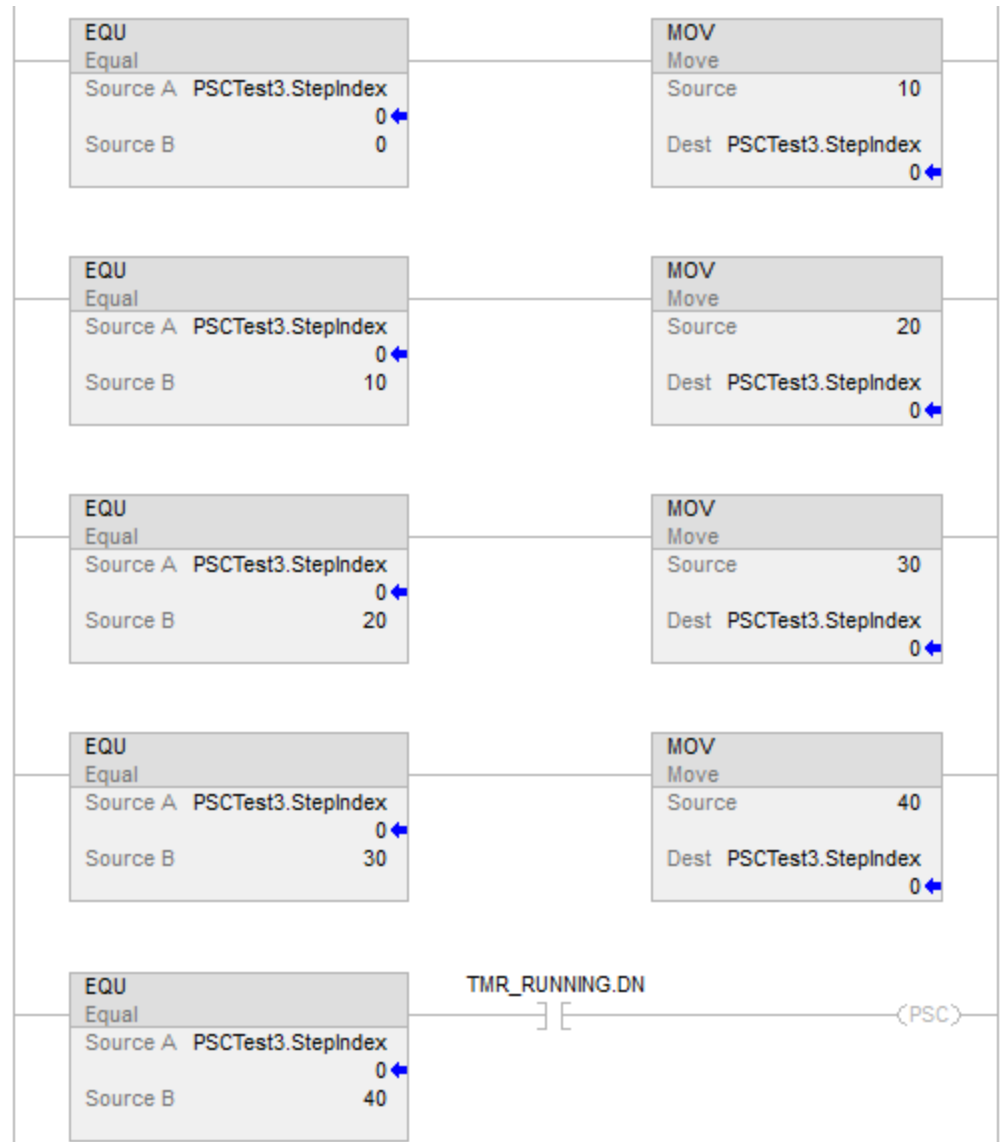 EQU
Equal
Source A PSCTest3.StepIndex
0
Source B 0
MOV
Move
Source 10
Dest PSCTest3.StepIndex
0
EQU
Equal
Source A PSCTest3.StepIndex
0
Source B 10
MOV
Move
Source 20
Dest PSCTest3.StepIndex
0
EQU
Equal
Source A PSCTest3.StepIndex
0
Source B 20
MOV
Move
Source 30
Dest PSCTest3.StepIndex
0
EQU
Equal
Source A PSCTest3.StepIndex
0
Source B 30
MOV
Move
Source 40
Dest PSCTest3.StepIndex
0
EQU
Equal
Source A PSCTest3.StepIndex
0
Source B 40
TMR_RUNNING.DN
(PSC)